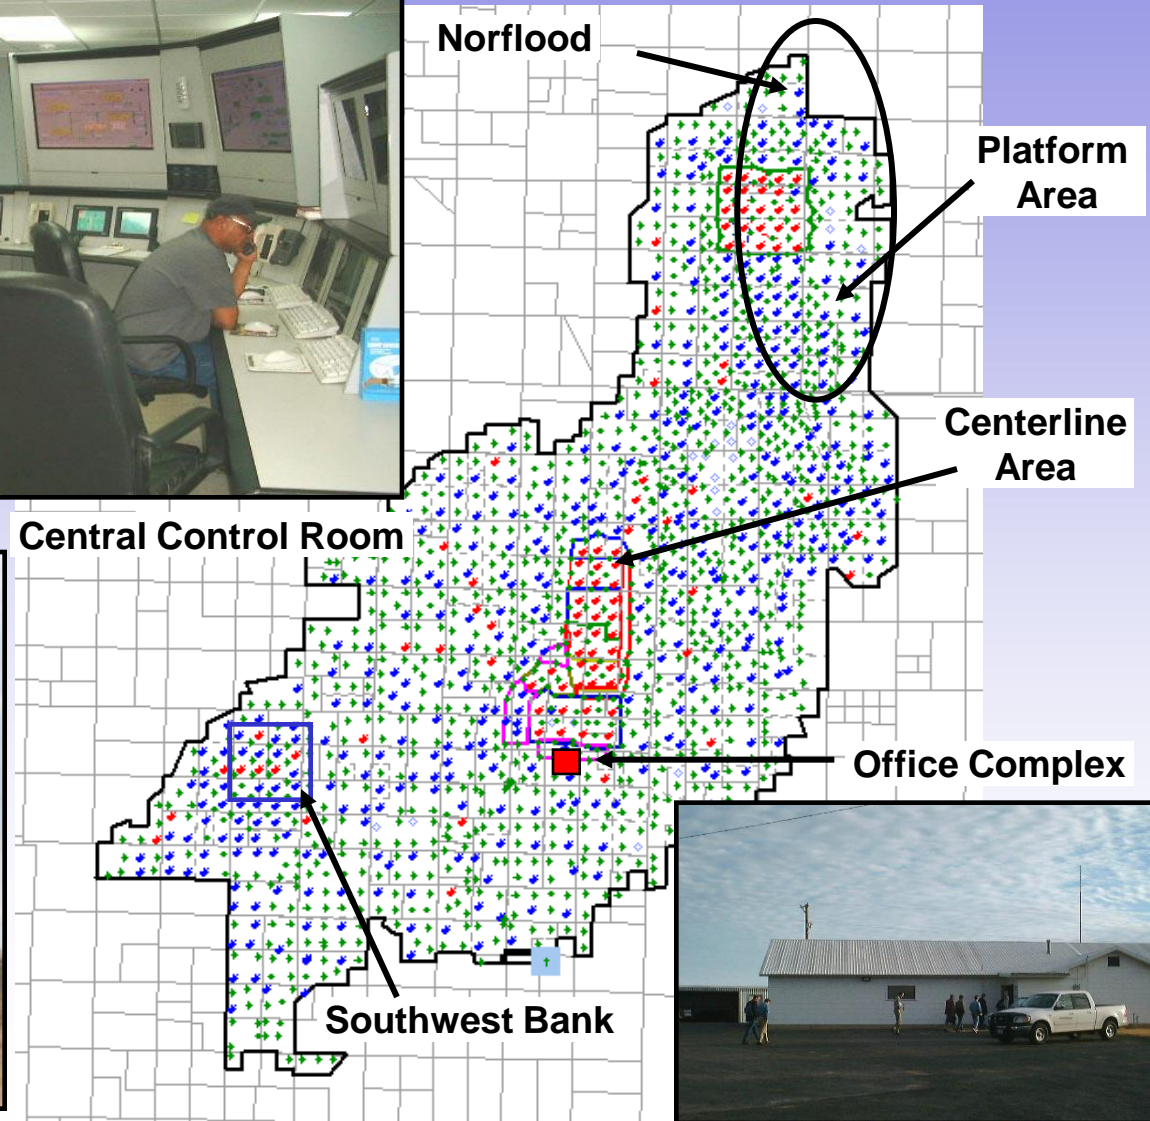 Norflood
Platform
Area
Centerline
Area
Central Control Room
Office Complex
Southwest Bank